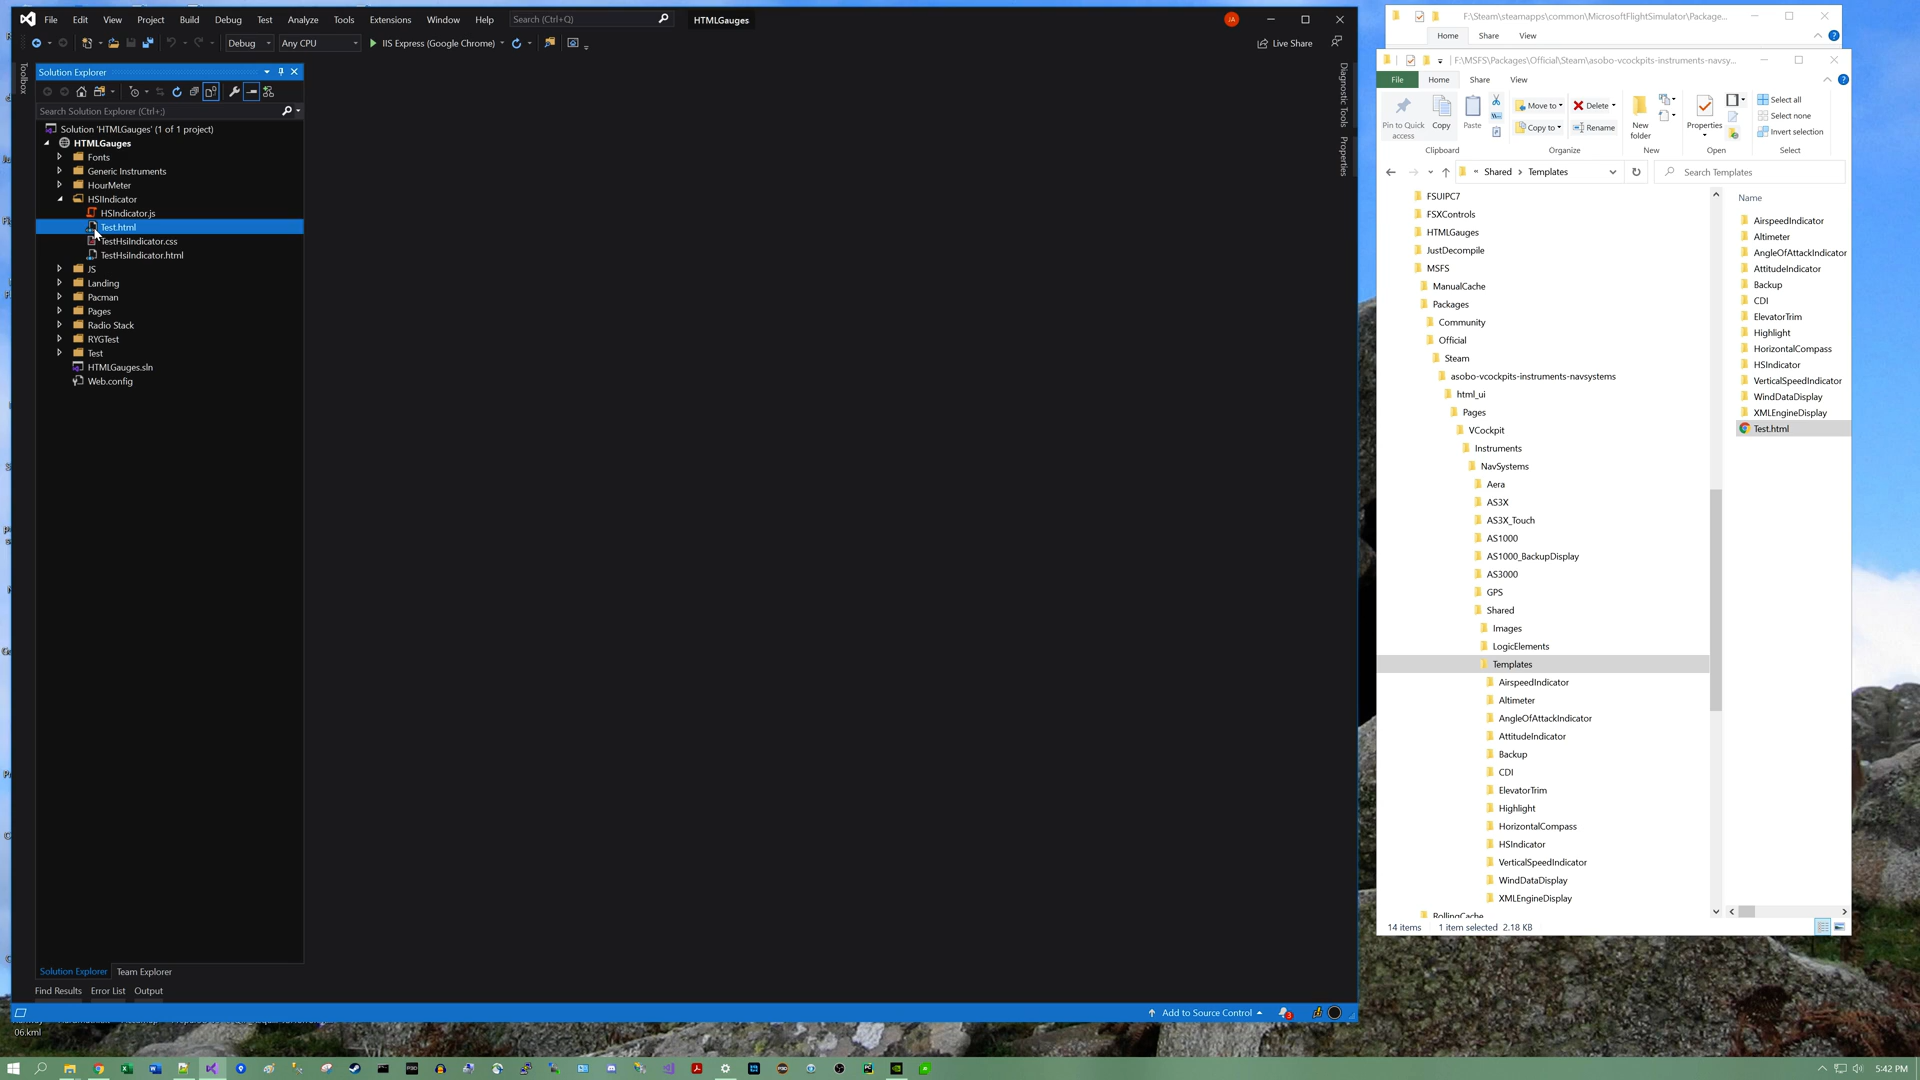 File Edit View Project Build Debug Test Analyze Tools Extensions Window Help Search (Ctrl+Q) HTMLGauges JA
Debug Any CPU IIS Express (Google Chrome) Live Share
Toolbox
Solution Explorer
Search Solution Explorer (Ctrl+;)
Solution 'HTMLGauges' (1 of 1 project)
HTMLGauges
Fonts
Generic Instruments
HourMeter
HSIIndicator
HSIndicator.js
Test.html
TestHsiIndicator.css
TestHsiIndicator.html
JS
Landing
Pacman
Pages
Radio Stack
RYGTest
Test
HTMLGauges.sln
Web.config
Solution Explorer Team Explorer
Find Results Error List Output
Add to Source Control 3
Diagnostic Tools
Properties
F:\Steam\steamapps\common\MicrosoftFlightSimulator\Package...
Home Share View
F:\MSFS\Packages\Official\Steam\asobo-vcockpits-instruments-navsy...
File Home Share View
Pin to Quick access
Copy
Paste
Clipboard
Move to Delete
Copy to Rename
Organize
New folder
New
Properties
Open
Select all
Select none
Invert selection
Select
« Shared > Templates
Search Templates
FSUIPC7
FSXControls
HTMLGauges
JustDecompile
MSFS
ManualCache
Packages
Community
Official
Steam
asobo-vcockpits-instruments-navsystems
html_ui
Pages
VCockpit
Instruments
NavSystems
Aera
AS3X
AS3X_Touch
AS1000
AS1000_BackupDisplay
AS3000
GPS
Shared
Images
LogicElements
Templates
AirspeedIndicator
Altimeter
AngleOfAttackIndicator
AttitudeIndicator
Backup
CDI
ElevatorTrim
Highlight
HorizontalCompass
HSIndicator
VerticalSpeedIndicator
WindDataDisplay
XMLEngineDisplay
RollingCache
Name
AirspeedIndicator
Altimeter
AngleOfAttackIndicator
AttitudeIndicator
Backup
CDI
ElevatorTrim
Highlight
HorizontalCompass
HSIndicator
VerticalSpeedIndicator
WindDataDisplay
XMLEngineDisplay
Test.html
14 items 1 item selected 2.18 KB
06.kml
5:42 PM